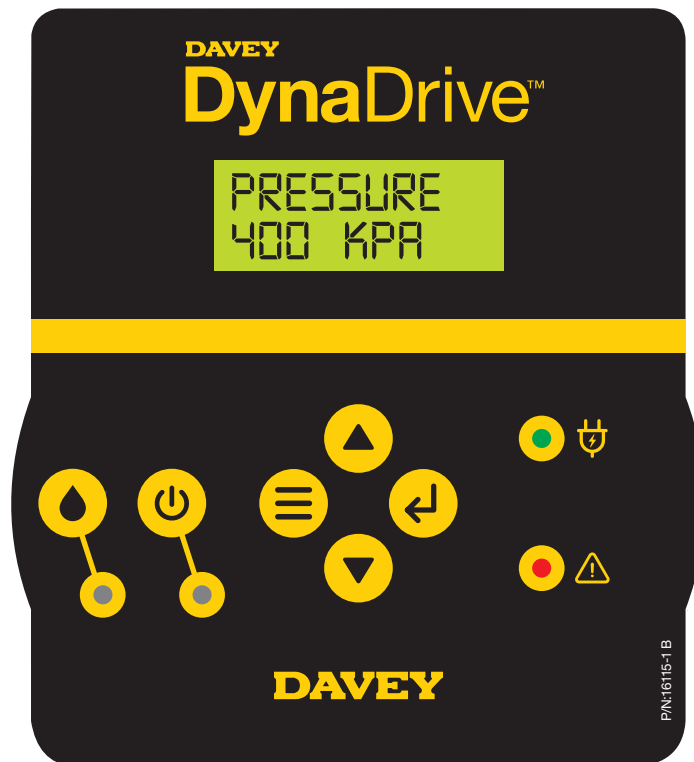 DAVEY
DynaDrive™
PRESSURE
400 KPA
DAVEY
P/N:16115-1 B